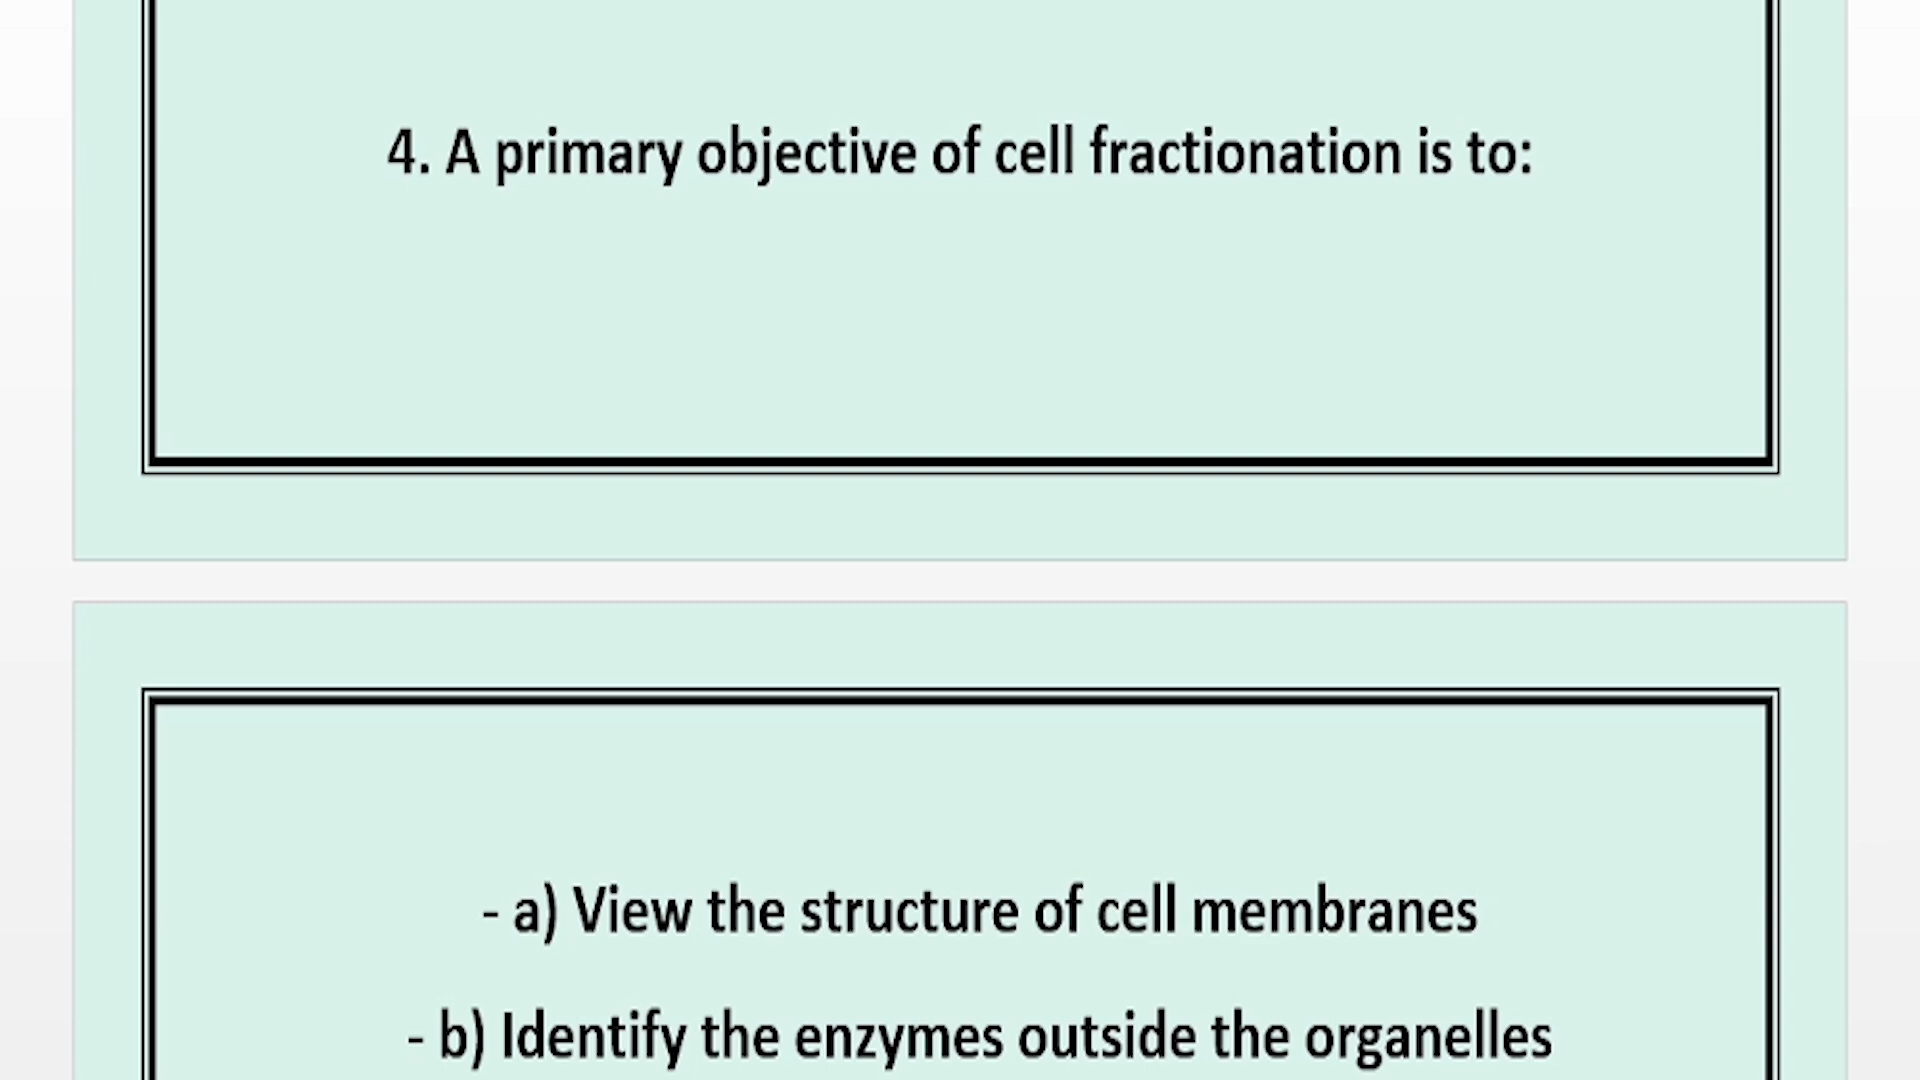 4. A primary objective of cell fractionation is to:
- a) View the structure of cell membranes
- b) Identify the enzymes outside the organelles